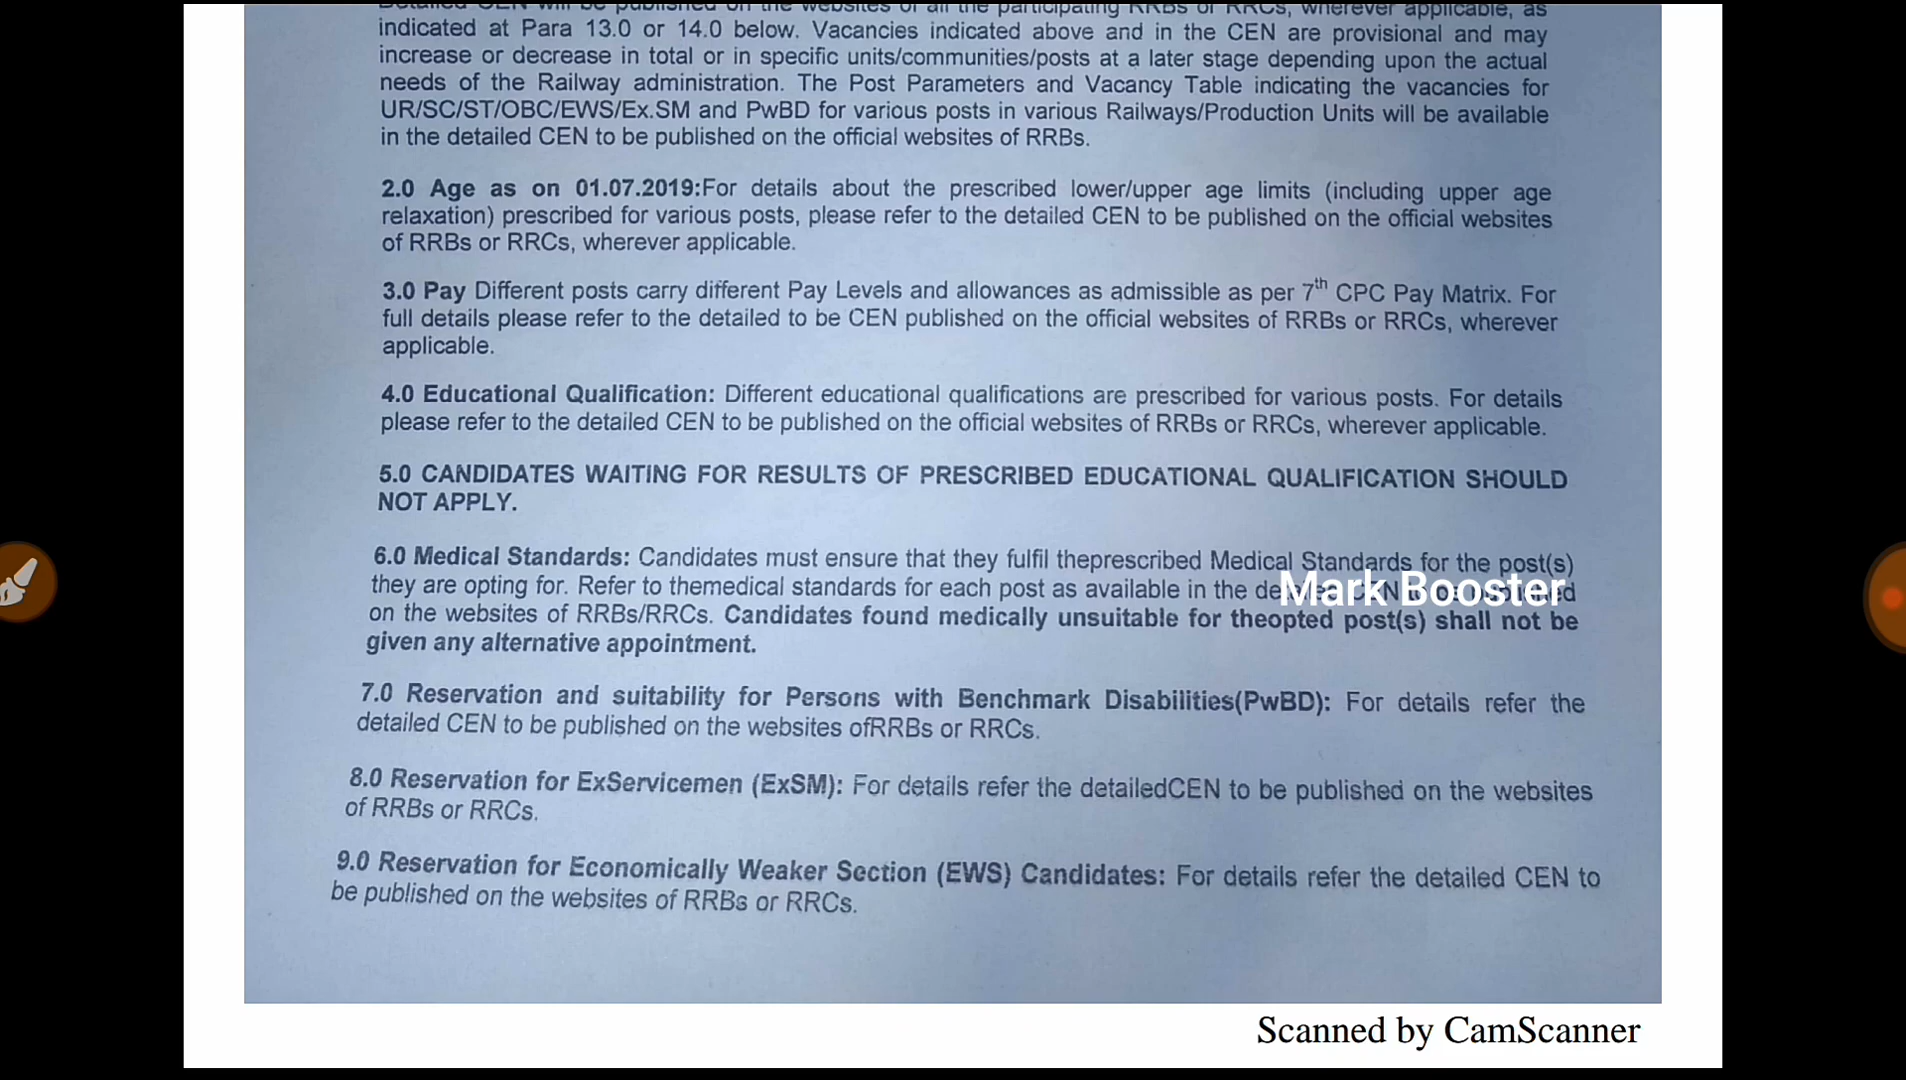 Detailed CEN will be published on the websites of all the participating RRBs or RRCs, wherever applicable, as
indicated at Para 13.0 or 14.0 below. Vacancies indicated above and in the CEN are provisional and may
increase or decrease in total or in specific units/communities/posts at a later stage depending upon the actual
needs of the Railway administration. The Post Parameters and Vacancy Table indicating the vacancies for
UR/SC/ST/OBC/EWS/Ex.SM and PwBD for various posts in various Railways/Production Units will be available
in the detailed CEN to be published on the official websites of RRBs.
2.0 Age as on 01.07.2019:For details about the prescribed lower/upper age limits (including upper age
relaxation) prescribed for various posts, please refer to the detailed CEN to be published on the official websites
of RRBs or RRCs, wherever applicable.
3.0 Pay Different posts carry different Pay Levels and allowances as admissible as per 7th CPC Pay Matrix. For
full details please refer to the detailed to be CEN published on the official websites of RRBs or RRCs, wherever
applicable.
4.0 Educational Qualification: Different educational qualifications are prescribed for various posts. For details
please refer to the detailed CEN to be published on the official websites of RRBs or RRCs, wherever applicable.
5.0 CANDIDATES WAITING FOR RESULTS OF PRESCRIBED EDUCATIONAL QUALIFICATION SHOULD
NOT APPLY.
6.0 Medical Standards: Candidates must ensure that they fulfil theprescribed Medical Standards for the post(s)
they are opting for. Refer to themedical standards for each post as available in the
Mark Booster
on the websites of RRBs/RRCs. Candidates found medically unsuitable for theopted post(s) shall not be
given any alternative appointment.
7.0 Reservation and suitability for Persons with Benchmark Disabilities(PwBD): For details refer the
detailed CEN to be published on the websites ofRRBs or RRCs.
8.0 Reservation for ExServicemen (ExSM): For details refer the detailedCEN to be published on the websites
of RRBs or RRCs.
9.0 Reservation for Economically Weaker Section (EWS) Candidates: For details refer the detailed CEN to
be published on the websites of RRBs or RRCs.
Scanned by CamScanner